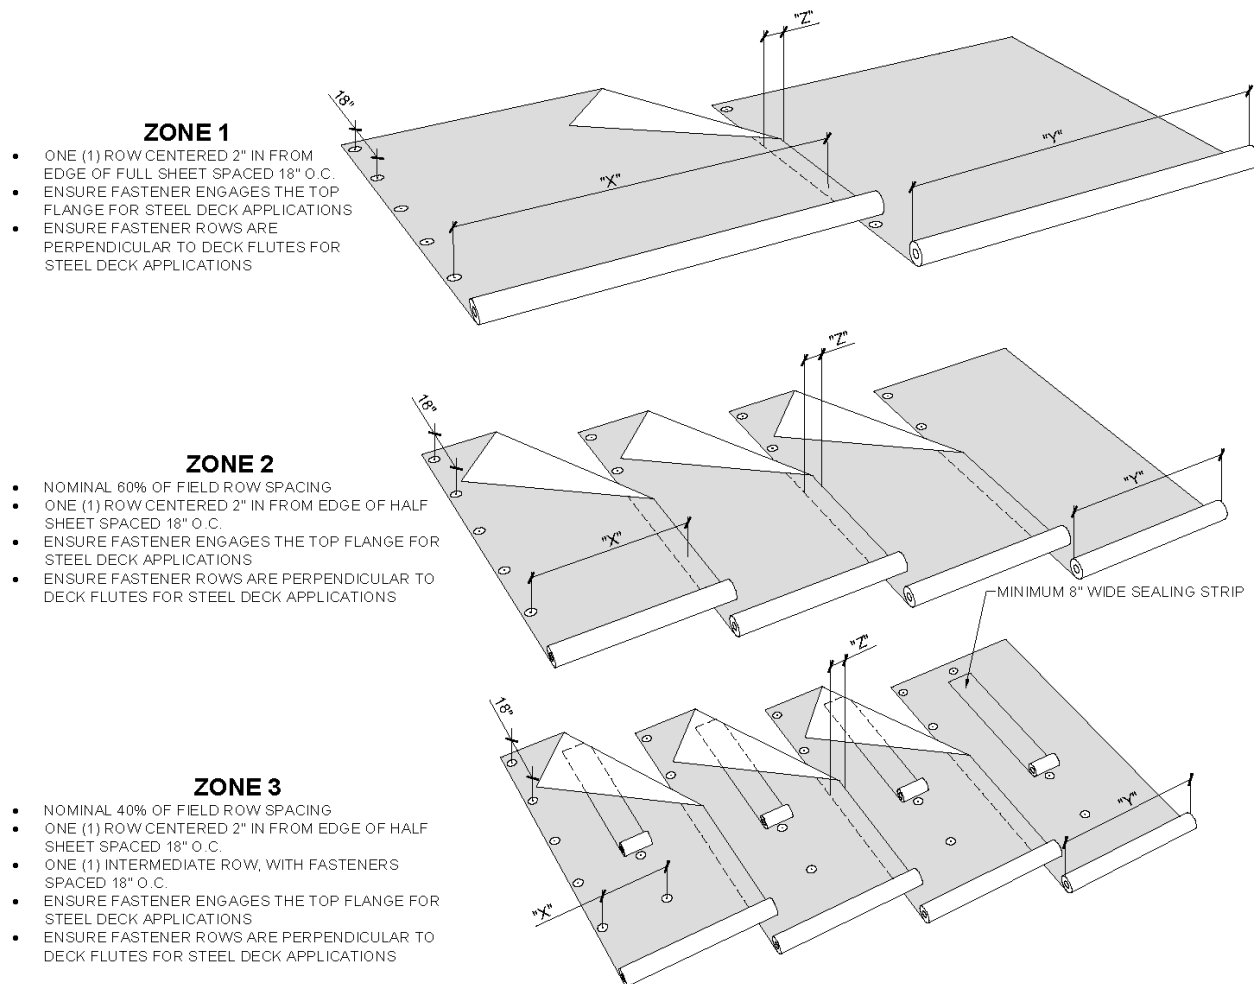 "Z"
18"
ZONE 1
• ONE (1) ROW CENTERED 2" IN FROM
EDGE OF FULL SHEET SPACED 18" O.C.
• ENSURE FASTENER ENGAGES THE TOP
FLANGE FOR STEEL DECK APPLICATIONS
• ENSURE FASTENER ROWS ARE
PERPENDICULAR TO DECK FLUTES FOR
STEEL DECK APPLICATIONS
"X"
"Y"
"Z"
18"
ZONE 2
• NOMINAL 60% OF FIELD ROW SPACING
• ONE (1) ROW CENTERED 2" IN FROM EDGE OF HALF
SHEET SPACED 18" O.C.
• ENSURE FASTENER ENGAGES THE TOP FLANGE FOR
STEEL DECK APPLICATIONS
• ENSURE FASTENER ROWS ARE PERPENDICULAR TO
DECK FLUTES FOR STEEL DECK APPLICATIONS
"X"
"Y"
MINIMUM 8" WIDE SEALING STRIP
"Z"
18"
ZONE 3
• NOMINAL 40% OF FIELD ROW SPACING
• ONE (1) ROW CENTERED 2" IN FROM EDGE OF HALF
SHEET SPACED 18" O.C.
• ONE (1) INTERMEDIATE ROW, WITH FASTENERS
SPACED 18" O.C.
• ENSURE FASTENER ENGAGES THE TOP FLANGE FOR
STEEL DECK APPLICATIONS
• ENSURE FASTENER ROWS ARE PERPENDICULAR TO
DECK FLUTES FOR STEEL DECK APPLICATIONS
"X"
"Y"